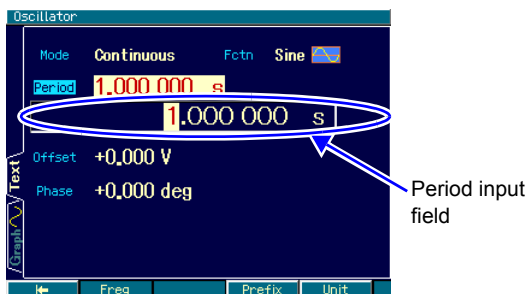 Oscillator
Mode Continuous Fctn Sine
Period 1.000 000 s
1.000 000 s
Offset +0.000 V
Phase +0.000 deg
Text
Graph
Period input
field
Freq Prefix Unit